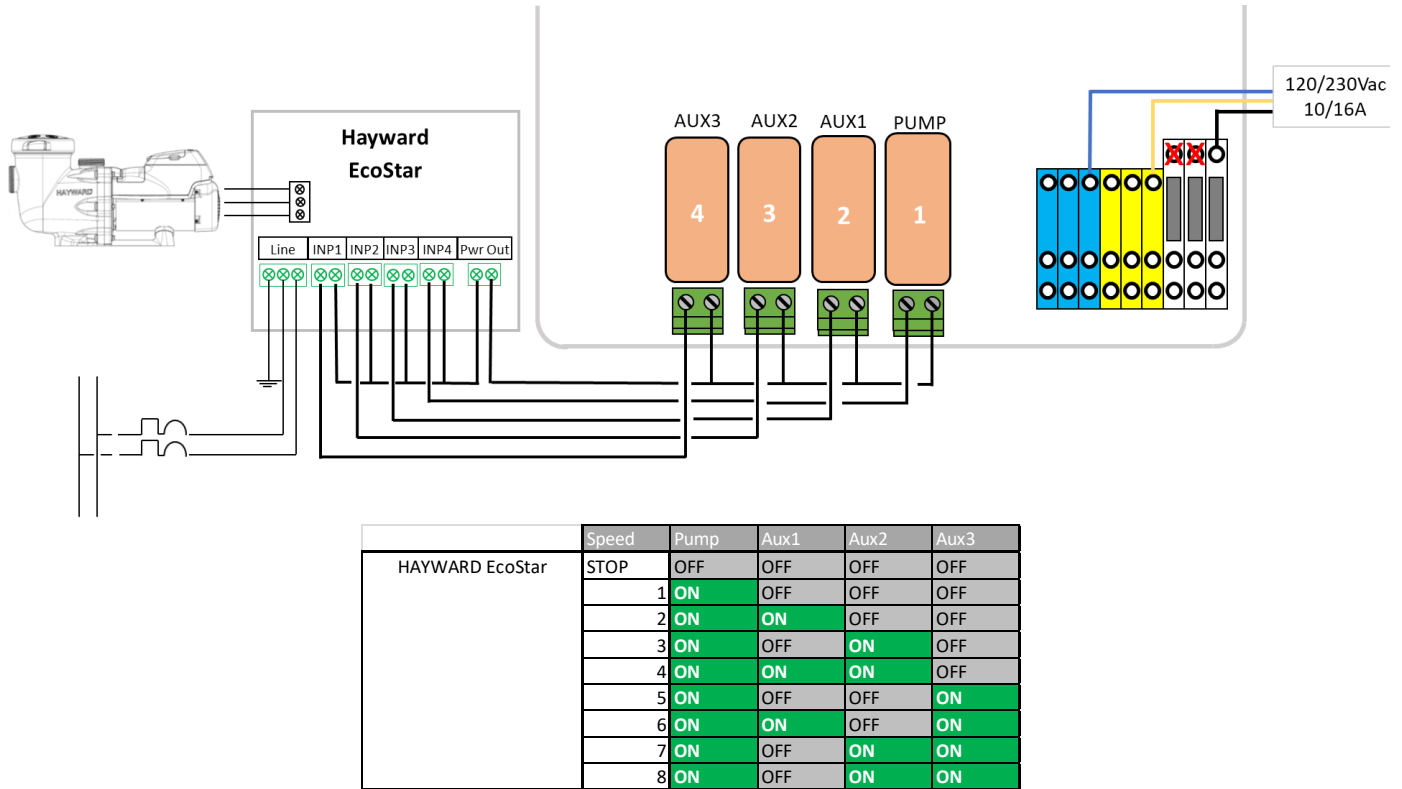 120/230Vac
10/16A
Hayward
EcoStar
AUX3 AUX2 AUX1 PUMP
4 3 2 1
HAYWARD
Line INP1 INP2 INP3 INP4 Pwr Out
Speed Pump Aux1 Aux2 Aux3
HAYWARD EcoStar STOP OFF OFF OFF OFF
1 ON OFF OFF OFF
2 ON ON OFF OFF
3 ON OFF ON OFF
4 ON ON ON OFF
5 ON OFF OFF ON
6 ON ON OFF ON
7 ON OFF ON ON
8 ON OFF ON ON